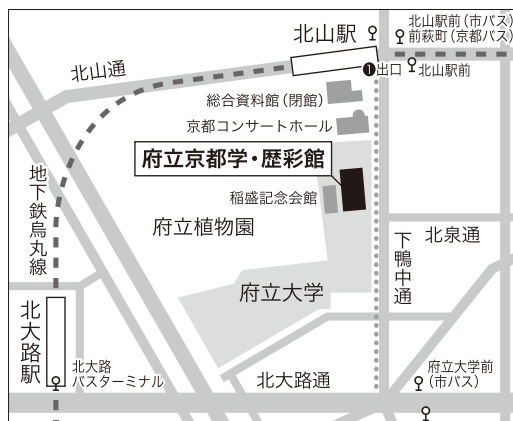 北山駅
北山駅前(市バス)
前萩町(京都バス)
北山通
❶出口
北山駅前
総合資料館(閉館)
京都コンサートホール
府立京都学・歴彩館
稲盛記念会館
地下鉄烏丸線
府立植物園
下鴨中通
北泉通
府立大学
北大路駅
北大路
バスターミナル
北大路通
府立大学前
(市バス)